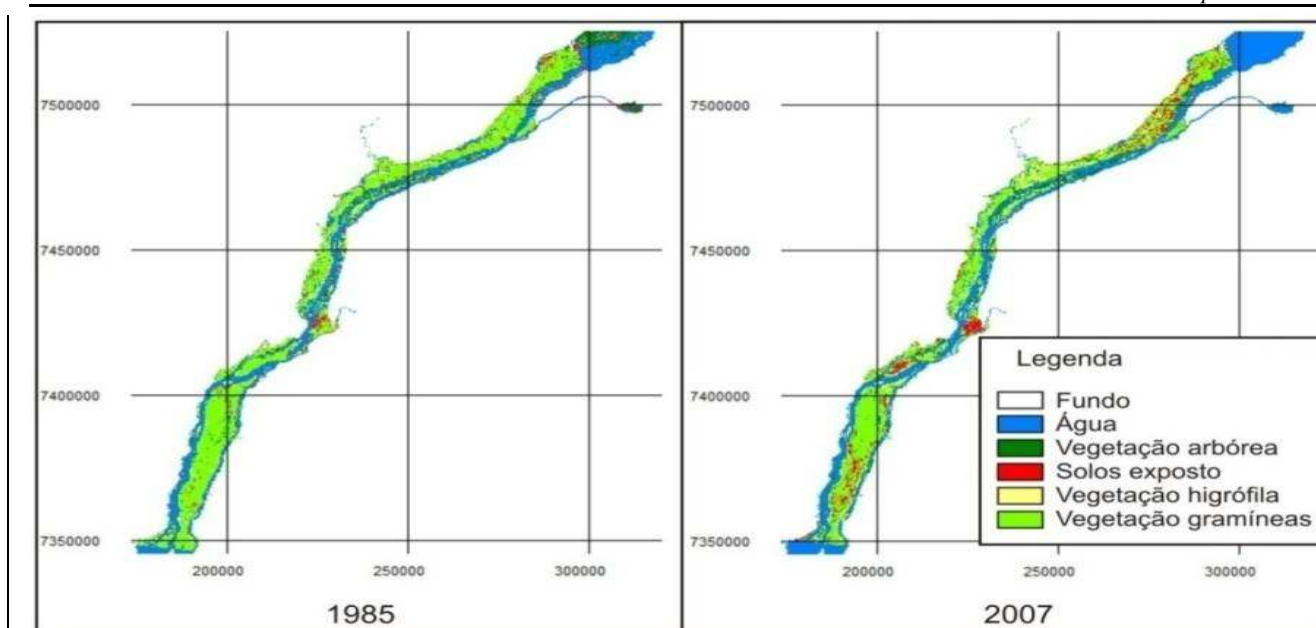 7500000
7450000
7400000
7350000
200000 250000 300000
1985
7500000
7450000
7400000
7350000
200000 250000 300000
2007
Legenda
Fundo
Água
Vegetação arbórea
Solos exposto
Vegetação higrófila
Vegetação gramíneas